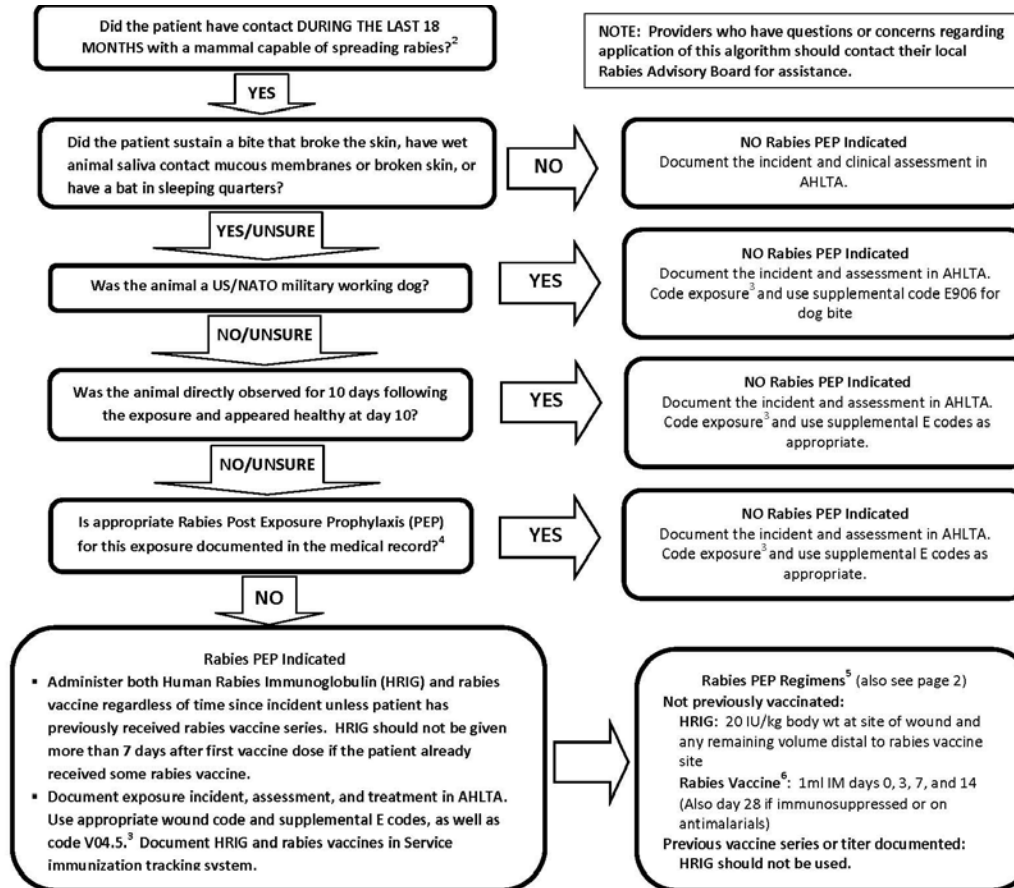 Did the patient have contact DURING THE LAST 18
MONTHS with a mammal capable of spreading rabies?2
NOTE: Providers who have questions or concerns regarding
application of this algorithm should contact their local
Rabies Advisory Board for assistance.
YES
Did the patient sustain a bite that broke the skin, have wet
animal saliva contact mucous membranes or broken skin, or
have a bat in sleeping quarters?
NO
NO Rabies PEP Indicated
Document the incident and clinical assessment in
AHLTA.
YES/UNSURE
Was the animal a US/NATO military working dog?
YES
NO Rabies PEP Indicated
Document the incident and assessment in AHLTA.
Code exposure3 and use supplemental code E906 for
dog bite
NO/UNSURE
Was the animal directly observed for 10 days following
the exposure and appeared healthy at day 10?
YES
NO Rabies PEP Indicated
Document the incident and assessment in AHLTA.
Code exposure3 and use supplemental E codes as
appropriate.
NO/UNSURE
Is appropriate Rabies Post Exposure Prophylaxis (PEP)
for this exposure documented in the medical record?4
YES
NO Rabies PEP Indicated
Document the incident and assessment in AHLTA.
Code exposure3 and use supplemental E codes as
appropriate.
NO
Rabies PEP Indicated
▪ Administer both Human Rabies Immunoglobulin (HRIG) and rabies
vaccine regardless of time since incident unless patient has
previously received rabies vaccine series. HRIG should not be given
more than 7 days after first vaccine dose if the patient already
received some rabies vaccine.
▪ Document exposure incident, assessment, and treatment in AHLTA.
Use appropriate wound code and supplemental E codes, as well as
code V04.5.3 Document HRIG and rabies vaccines in Service
immunization tracking system.
Rabies PEP Regimens5 (also see page 2)
Not previously vaccinated:
HRIG: 20 IU/kg body wt at site of wound and
any remaining volume distal to rabies vaccine
site
Rabies Vaccine6: 1ml IM days 0, 3, 7, and 14
(Also day 28 if immunosuppressed or on
antimalarials)
Previous vaccine series or titer documented:
HRIG should not be used.